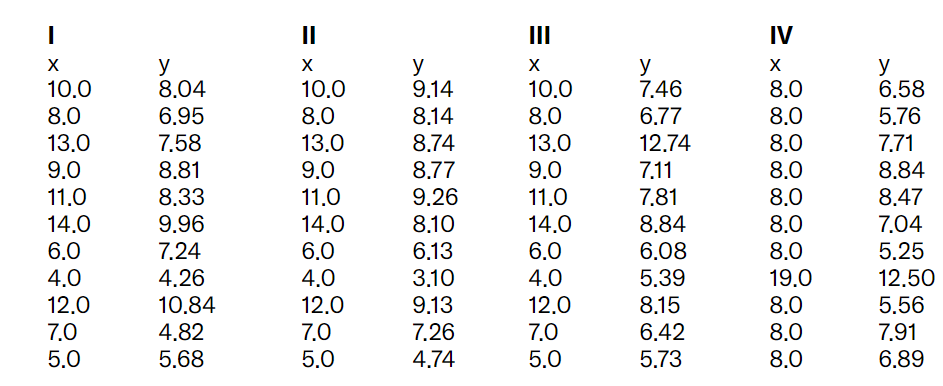 I II III IV
x y x y x y x y
10.0 8.04 10.0 9.14 10.0 7.46 8.0 6.58
8.0 6.95 8.0 8.14 8.0 6.77 8.0 5.76
13.0 7.58 13.0 8.74 13.0 12.74 8.0 7.71
9.0 8.81 9.0 8.77 9.0 7.11 8.0 8.84
11.0 8.33 11.0 9.26 11.0 7.81 8.0 8.47
14.0 9.96 14.0 8.10 14.0 8.84 8.0 7.04
6.0 7.24 6.0 6.13 6.0 6.08 8.0 5.25
4.0 4.26 4.0 3.10 4.0 5.39 19.0 12.50
12.0 10.84 12.0 9.13 12.0 8.15 8.0 5.56
7.0 4.82 7.0 7.26 7.0 6.42 8.0 7.91
5.0 5.68 5.0 4.74 5.0 5.73 8.0 6.89